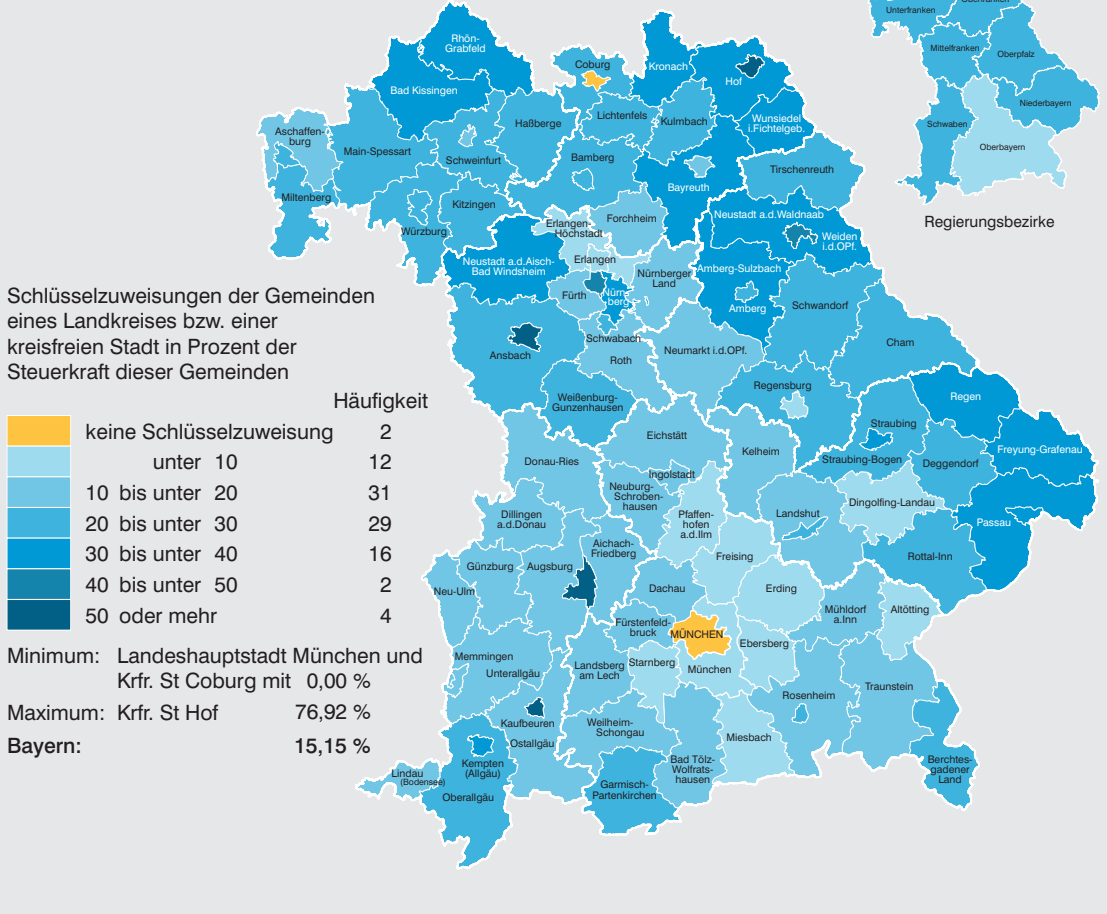 Unterfranken
Oberfranken
Mittelfranken
Oberpfalz
Niederbayern
Schwaben
Oberbayern
Regierungsbezirke
Rhön-
Grabfeld
Bad Kissingen
Coburg
Kronach
Hof
Lichtenfels
Kulmbach
Wunsiedel
i.Fichtelgeb.
Haßberge
Aschaffen-
burg
Main-Spessart
Schweinfurt
Bamberg
Bayreuth
Tirschenreuth
Miltenberg
Kitzingen
Würzburg
Forchheim
Erlangen-
Höchstadt
Neustadt a.d.Waldnaab
Weiden
i.d.OPf.
Neustadt a.d.Aisch-
Bad Windsheim
Erlangen
Nürnberger
Land
Amberg-Sulzbach
Fürth
Nürn-
berg
Amberg
Schwandorf
Schwabach
Ansbach
Roth
Neumarkt i.d.OPf.
Cham
Weißenburg-
Gunzenhausen
Regensburg
Regen
Straubing
Freyung-Grafenau
Straubing-Bogen
Deggendorf
Eichstätt
Kelheim
Donau-Ries
Ingolstadt
Neuburg-
Schroben-
hausen
Dingolfing-Landau
Landshut
Passau
Dillingen
a.d.Donau
Pfaffen-
hofen
a.d.Ilm
Aichach-
Friedberg
Freising
Rottal-Inn
Günzburg
Augsburg
Neu-Ulm
Dachau
Erding
Mühldorf
a.Inn
Altötting
Fürstenfeld-
bruck
MÜNCHEN
Ebersberg
Memmingen
Unterallgäu
Landsberg
am Lech
Starnberg
München
Rosenheim
Traunstein
Kaufbeuren
Weilheim-
Schongau
Miesbach
Ostallgäu
Bad Tölz-
Wolfrats-
hausen
Kempten
(Allgäu)
Lindau
(Bodensee)
Oberallgäu
Garmisch-
Partenkirchen
Berchtes-
gadener
Land
Schlüsselzuweisungen der Gemeinden
eines Landkreises bzw. einer
kreisfreien Stadt in Prozent der
Steuerkraft dieser Gemeinden
Häufigkeit
keine Schlüsselzuweisung 2
unter 10 12
10 bis unter 20 31
20 bis unter 30 29
30 bis unter 40 16
40 bis unter 50 2
50 oder mehr 4
Minimum: Landeshauptstadt München und
Krfr. St Coburg mit 0,00 %
Maximum: Krfr. St Hof 76,92 %
Bayern: 15,15 %